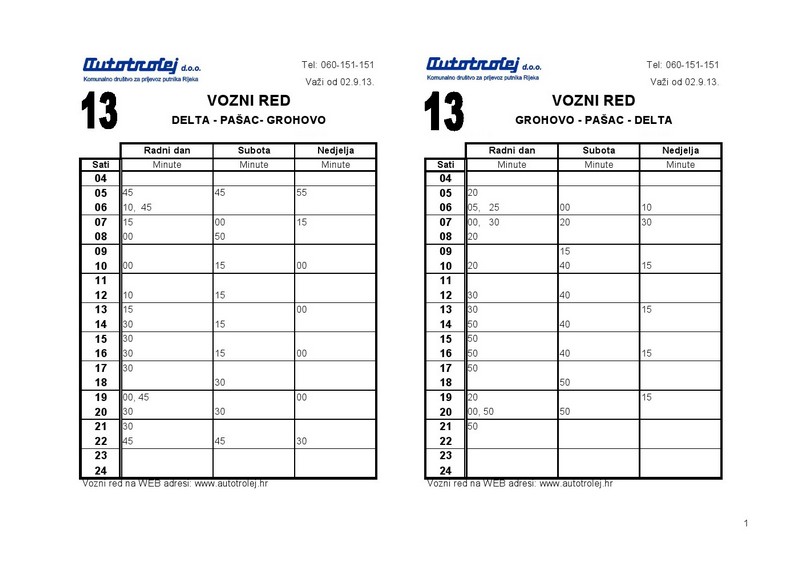 Autotrolej d.o.o.
Komunalno društvo za prijevoz putnika Rijeka
Tel: 060-151-151
Važi od 02.9.13.
13
VOZNI RED
DELTA - PAŠAC- GROHOVO
Radni dan Subota Nedjelja
Sati Minute Minute Minute
04
05 45 45 55
06 10, 45
07 15 00 15
08 00 50
09
10 00 15 00
11
12 10 15
13 15 00
14 30 15
15 30
16 30 15 00
17 30
18 30
19 00, 45 00
20 30 30
21 30
22 45 45 30
23
24
Vozni red na WEB adresi: www.autotrolej.hr
Autotrolej d.o.o.
Komunalno društvo za prijevoz putnika Rijeka
Tel: 060-151-151
Važi od 02.9.13.
13
VOZNI RED
GROHOVO - PAŠAC - DELTA
Radni dan Subota Nedjelja
Sati Minute Minute Minute
04
05 20
06 05, 25 00 10
07 00, 30 20 30
08 20
09 15
10 20 40 15
11
12 30 40
13 30 15
14 50 40
15 50
16 50 40 15
17 50
18 50
19 20 15
20 00, 50 50
21 50
22
23
24
Vozni red na WEB adresi: www.autotrolej.hr
1